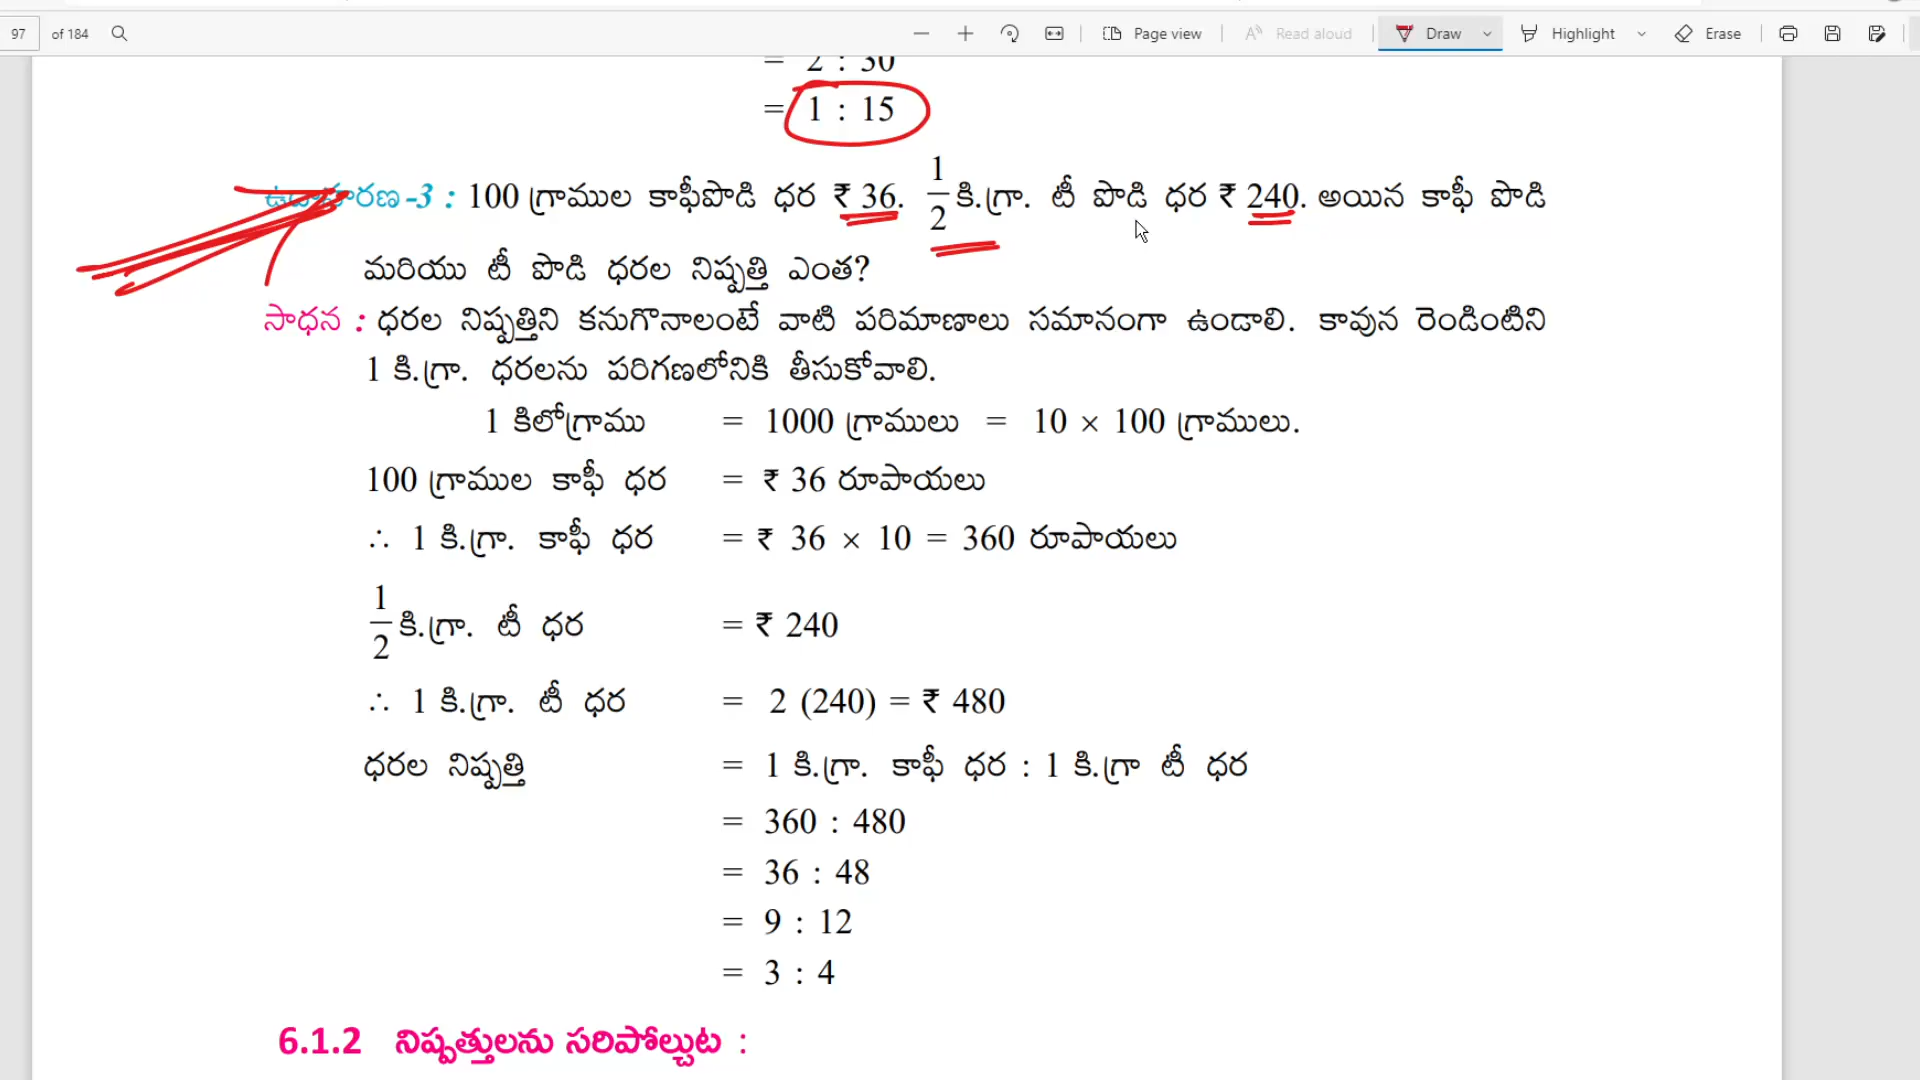 97 of 184 Page view Read aloud Draw Highlight Erase
= 2 : 30
= 1 : 15
ఉదాహరణ-3 : 100 గ్రాముల కాఫీపొడి ధర ₹ 36. 1/2 కి.గ్రా. టీ పొడి ధర ₹ 240. అయిన కాఫీ పొడి
మరియు టీ పొడి ధరల నిష్పత్తి ఎంత?
సాధన : ధరల నిష్పత్తిని కనుగొనాలంటే వాటి పరిమాణాలు సమానంగా ఉండాలి. కావున రెండింటిని
1 కి.గ్రా. ధరలను పరిగణలోనికి తీసుకోవాలి.
1 కిలోగ్రాము = 1000 గ్రాములు = 10 × 100 గ్రాములు.
100 గ్రాముల కాఫీ ధర = ₹ 36 రూపాయలు
∴ 1 కి.గ్రా. కాఫీ ధర = ₹ 36 × 10 = 360 రూపాయలు
1/2 కి.గ్రా. టీ ధర = ₹ 240
∴ 1 కి.గ్రా. టీ ధర = 2 (240) = ₹ 480
ధరల నిష్పత్తి = 1 కి.గ్రా. కాఫీ ధర : 1 కి.గ్రా టీ ధర
= 360 : 480
= 36 : 48
= 9 : 12
= 3 : 4
6.1.2 నిష్పత్తులను సరిపోల్చుట :